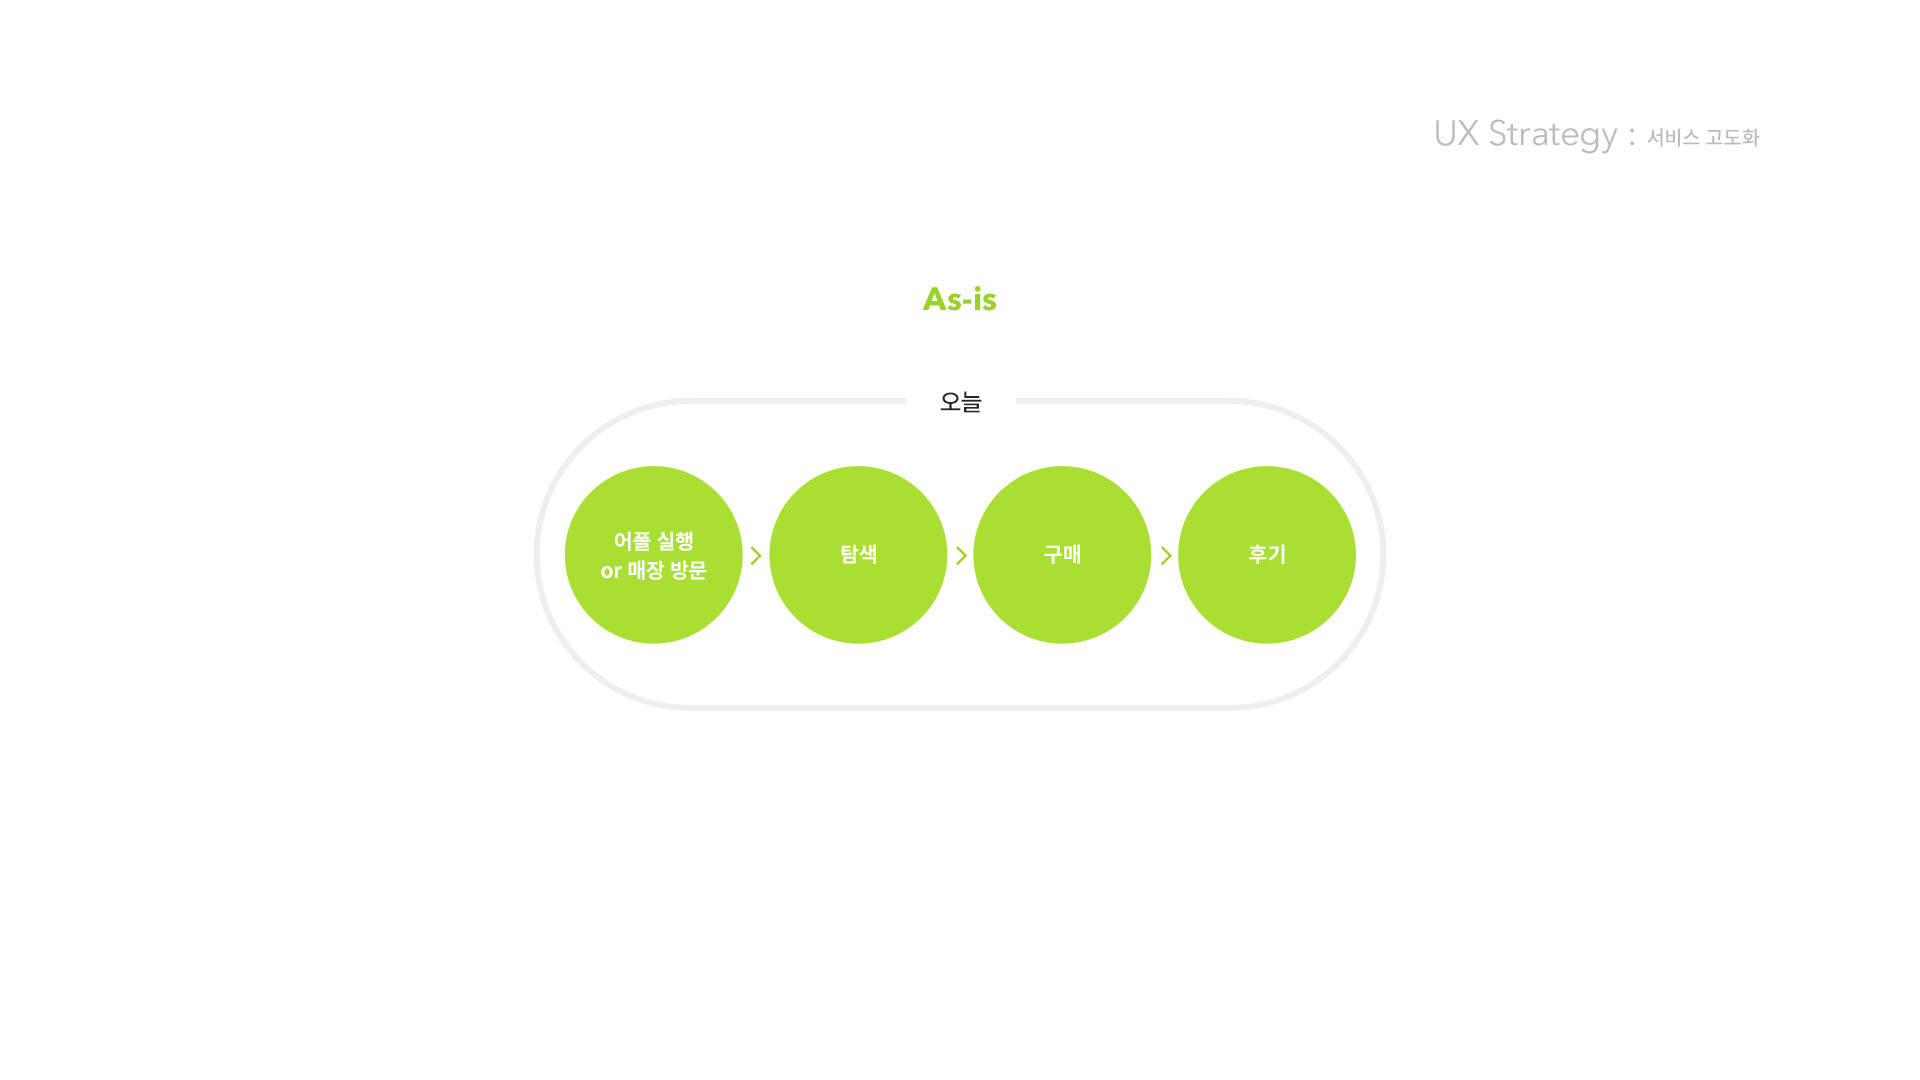 UX Strategy : 서비스 고도화
As-is
오늘
어플 실행
or 매장 방문
탐색
구매
후기